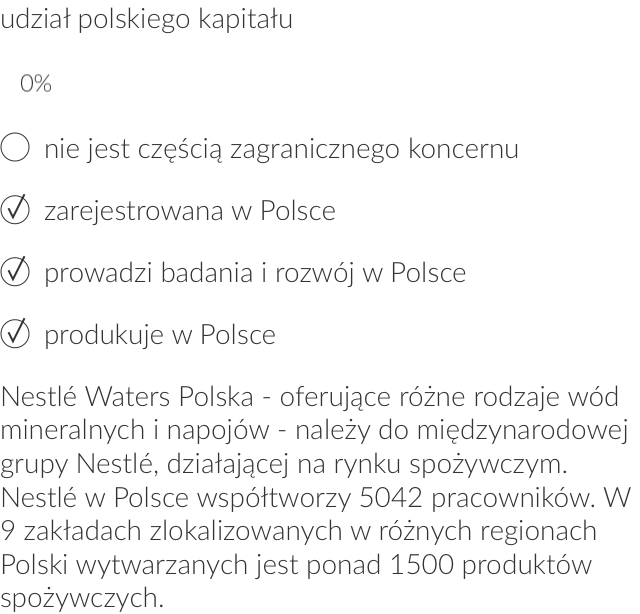 udział polskiego kapitału
0%
nie jest częścią zagranicznego koncernu
zarejestrowana w Polsce
prowadzi badania i rozwój w Polsce
produkuje w Polsce
Nestlé Waters Polska - oferujące różne rodzaje wód
mineralnych i napojów - należy do międzynarodowej
grupy Nestlé, działającej na rynku spożywczym.
Nestlé w Polsce współtworzy 5042 pracowników. W
9 zakładach zlokalizowanych w różnych regionach
Polski wytwarzanych jest ponad 1500 produktów
spożywczych.